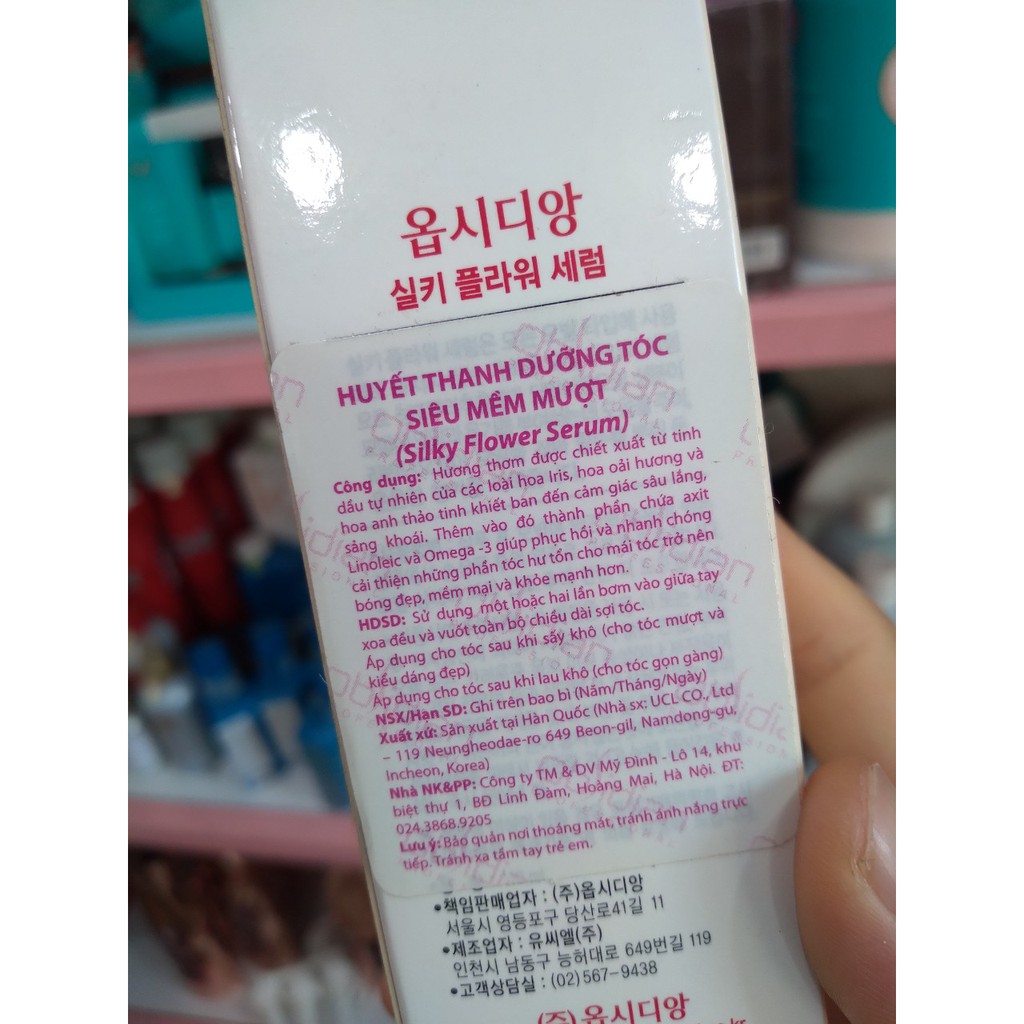 옵시디앙
실키 플라워 세럼
HUYẾT THANH DƯỠNG TÓC
SIÊU MỀM MƯỢT
(Silky Flower Serum)
Công dụng: Hương thơm được chiết xuất từ tinh
dầu tự nhiên của các loài hoa Iris, hoa oải hương và
hoa anh thảo tinh khiết ban đến cảm giác sâu lắng,
sảng khoái. Thêm vào đó thành phần chứa axit
Linoleic và Omega -3 giúp phục hồi và nhanh chóng
cải thiện những phần tóc hư tổn cho mái tóc trở nên
bóng đẹp, mềm mại và khỏe mạnh hơn.
HDSD: Sử dụng một hoặc hai lần bơm vào giữa tay
xoa đều và vuốt toàn bộ chiều dài sợi tóc.
Áp dụng cho tóc sau khi sấy khô (cho tóc mượt và
kiểu dáng đẹp)
Áp dụng cho tóc sau khi lau khô (cho tóc gọn gàng)
NSX/Hạn SD: Ghi trên bao bì (Năm/Tháng/Ngày)
Xuất xứ: Sản xuất tại Hàn Quốc (Nhà sx: UCL CO., Ltd
– 119 Neungheodae-ro 649 Beon-gil, Namdong-gu,
Incheon, Korea)
Nhà NK&PP: Công ty TM & DV Mỹ Đình - Lô 14, khu
biệt thự 1, BĐ Linh Đàm, Hoàng Mai, Hà Nội. ĐT:
024.3868.9205
Lưu ý: Bảo quản nơi thoáng mát, tránh ánh nắng trực
tiếp. Tránh xa tầm tay trẻ em.
•책임판매업자 : (주)옵시디앙
서울시 영등포구 당산로41길 11
•제조업자 : 유씨엘(주)
인천시 남동구 능허대로 649번길 119
•고객상담실 : (02)567-9438
(주)옵시디앙